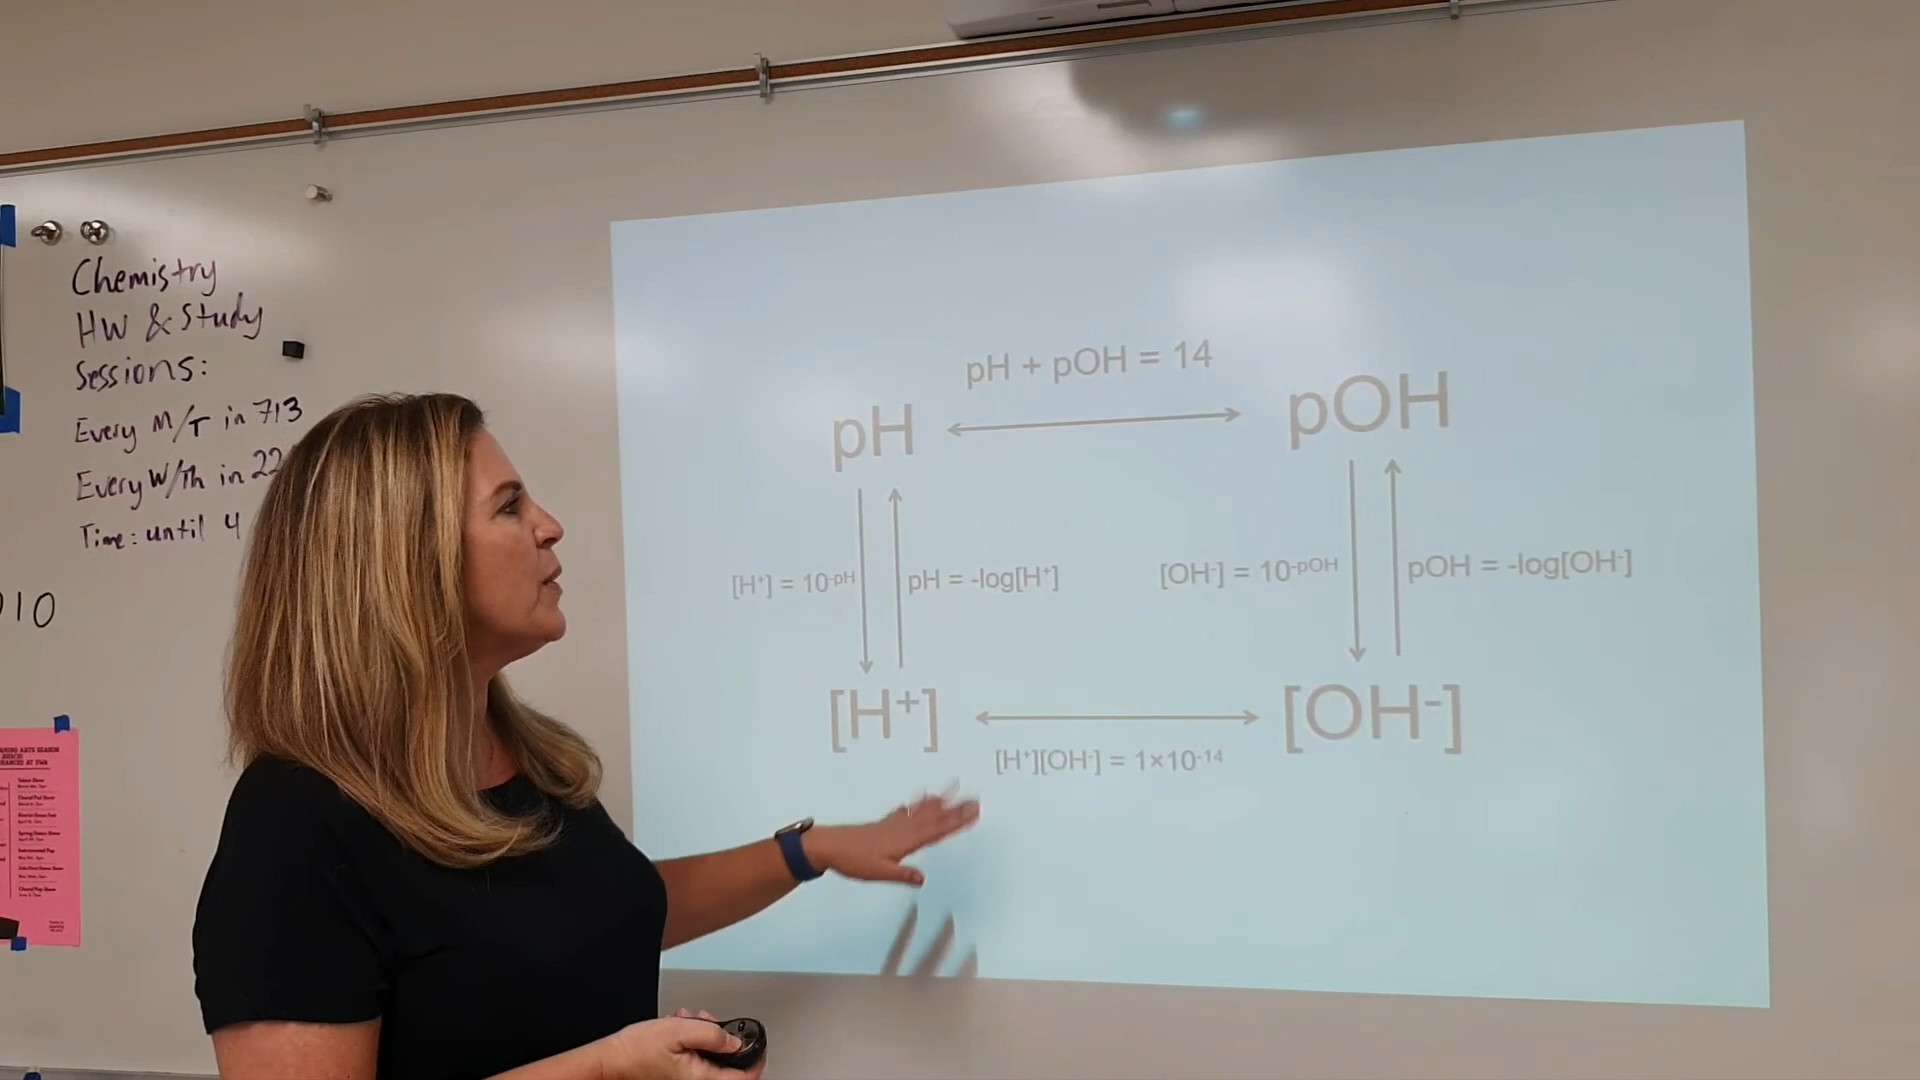 Chemistry
HW & Study
Sessions:
Every M/T in 713
Every W/Th in 22
Time: until 4
10
pH + pOH = 14
pH
pOH
[H⁺] = 10⁻ᵖᴴ
pH = -log[H⁺]
[OH⁻] = 10⁻ᵖᴼᴴ
pOH = -log[OH⁻]
[H⁺]
[OH⁻]
[H⁺][OH⁻] = 1×10⁻¹⁴